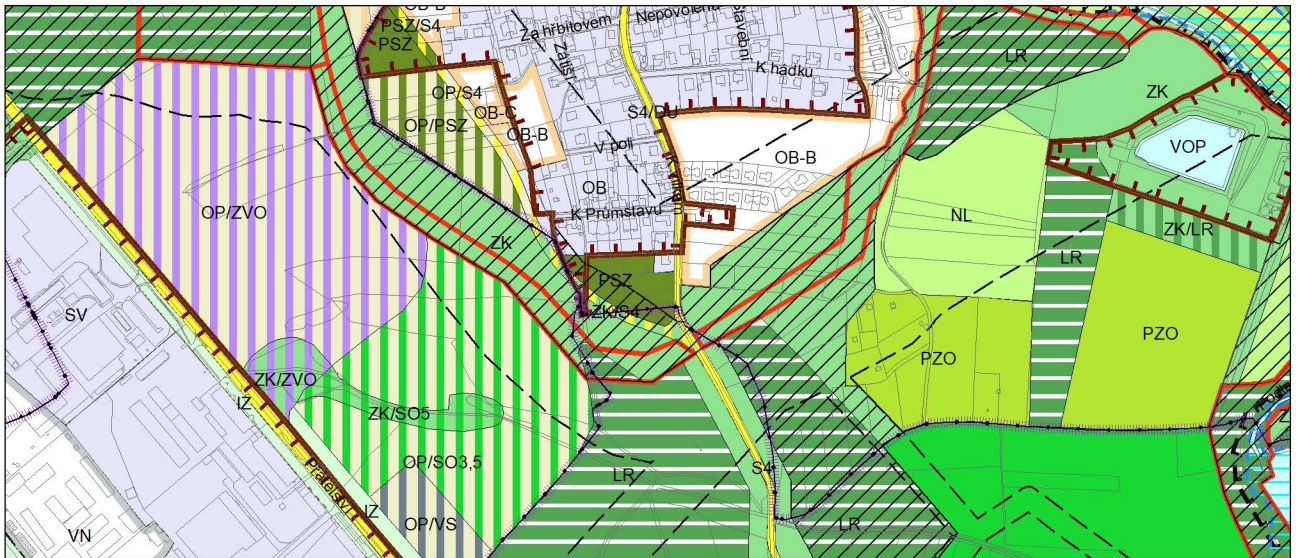 OB-B
PSZ/S4
PSZ
Za hřbitovem
Nepovolená
Stavební
Zátiší
K hádku
LR
ZK
OP/S4
OP/PSZ
OB-C
OB-B
S4/DU
V poli
OB-B
VOP
OB
K Průmstavu
OP/ZVO
NL
ZK/LR
ZK
LR
PSZ
ZK/S4
SV
PZO
PZO
ZK/ZVO
IZ
ZK/SO5
OP/SO3,5
Přátelství
LR
S4
IZ
OP/VS
LR
VN